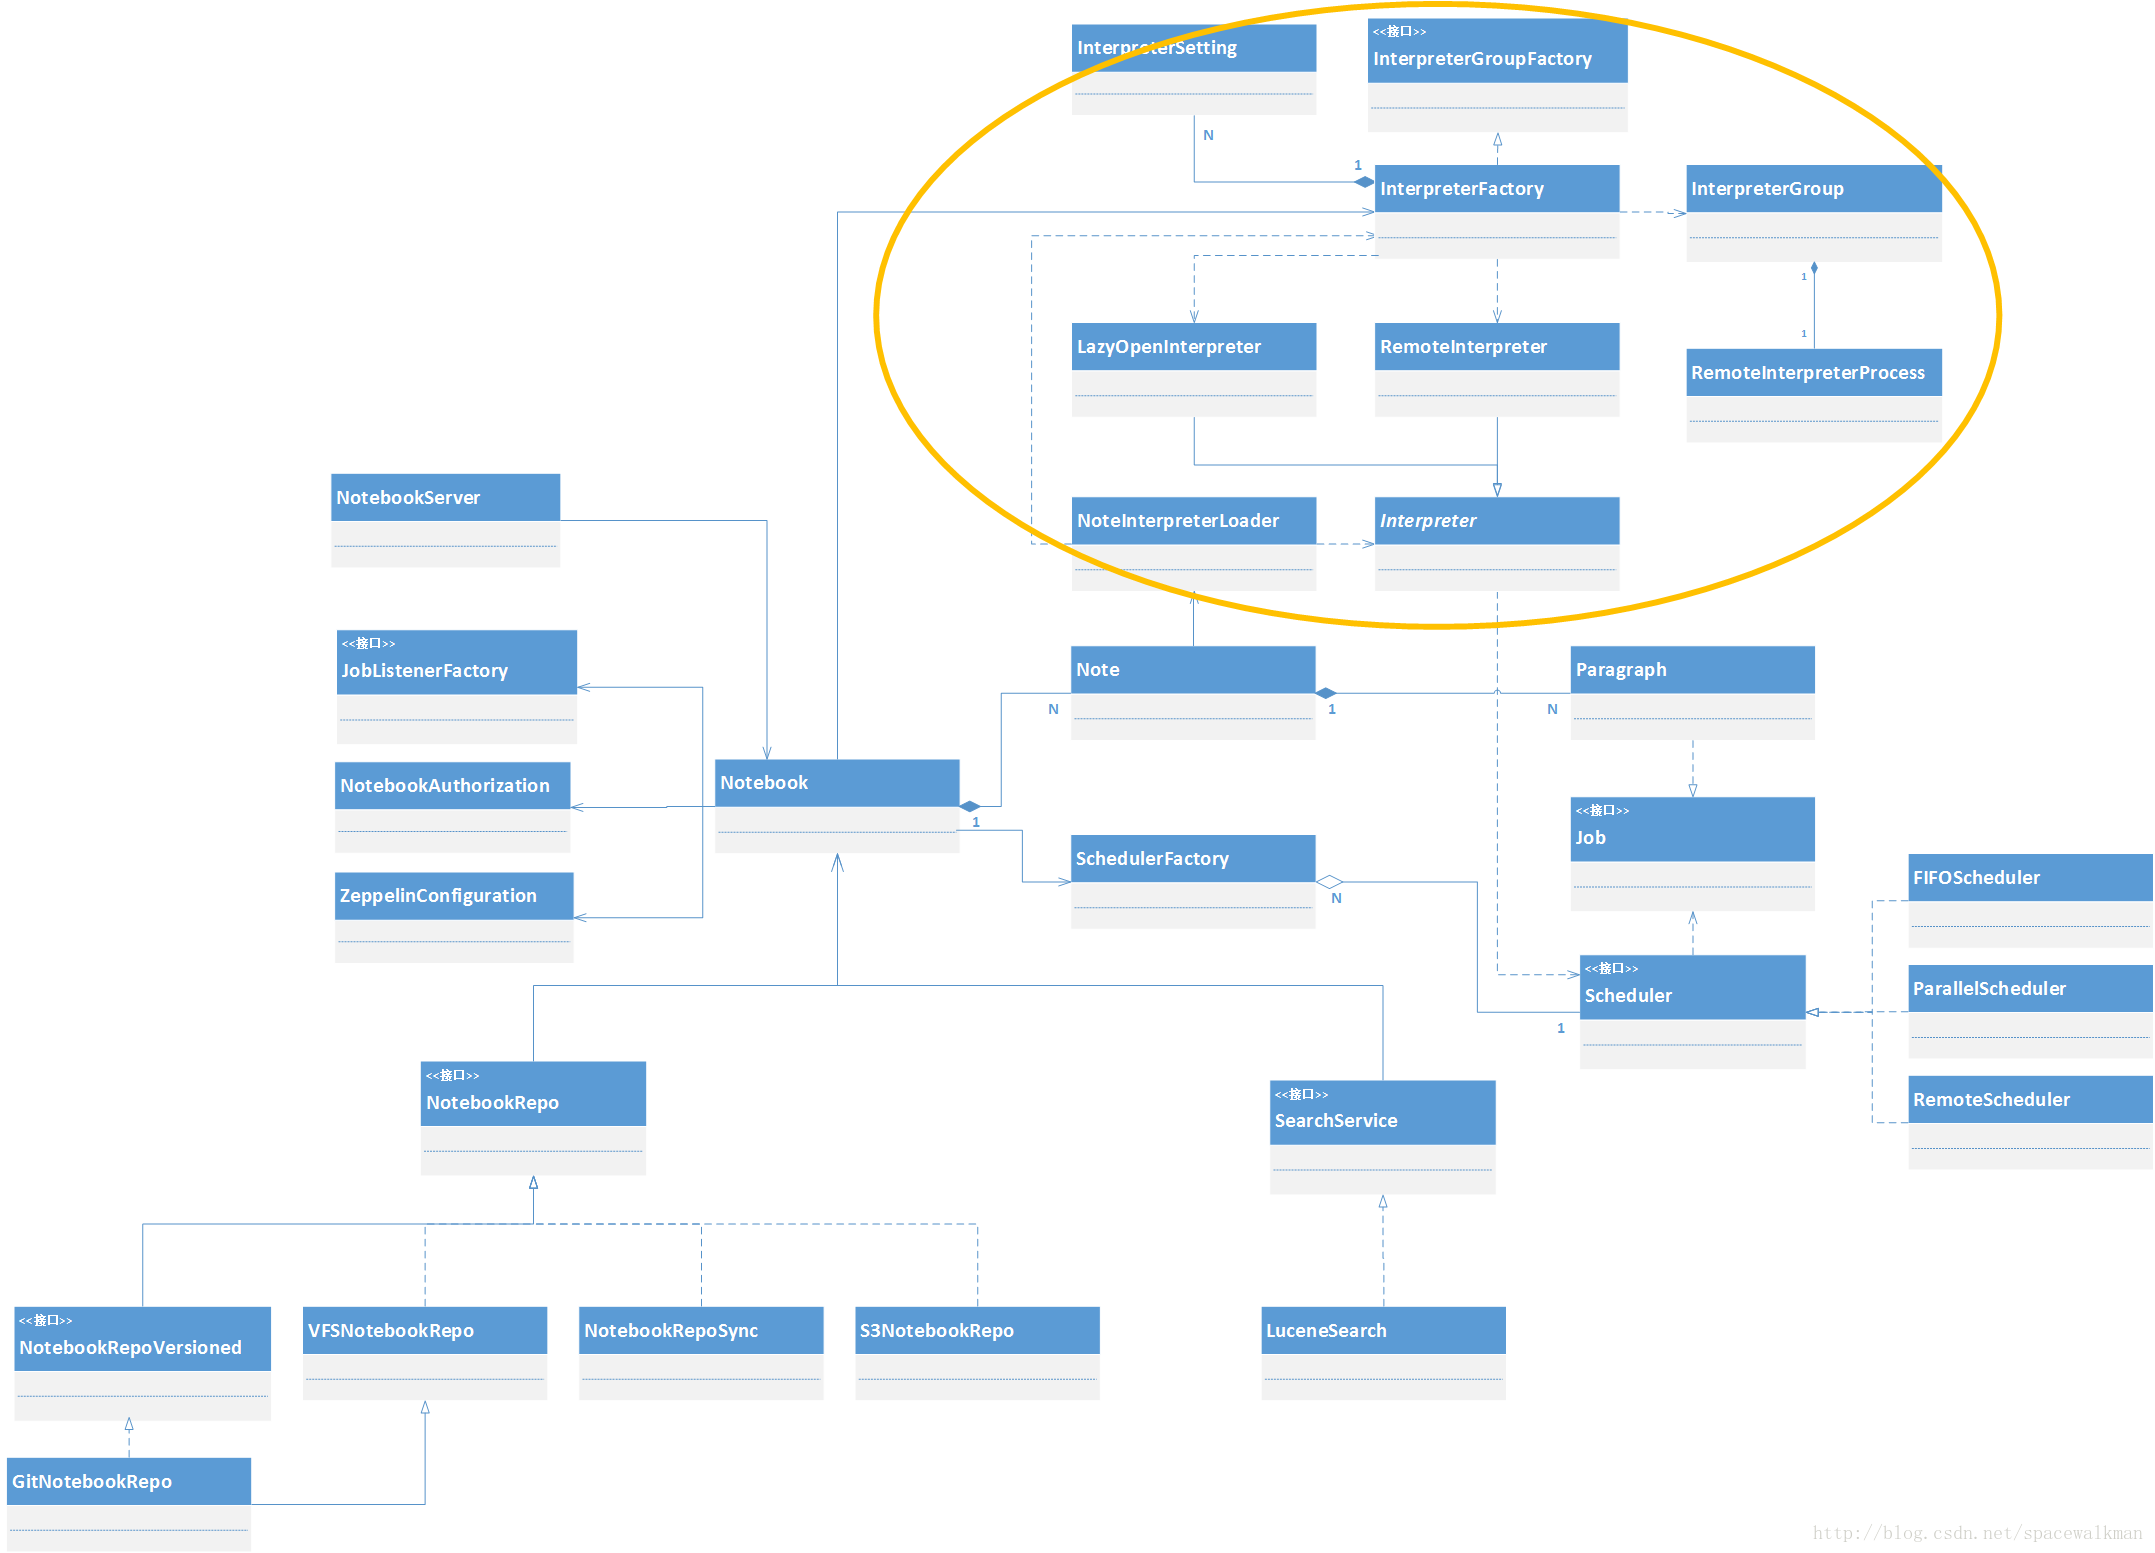 InterpreterSetting
<<接口>>
InterpreterGroupFactory
N
1
InterpreterFactory
InterpreterGroup
1
1
LazyOpenInterpreter
RemoteInterpreter
RemoteInterpreterProcess
NotebookServer
NoteInterpreterLoader
Interpreter
<<接口>>
JobListenerFactory
Note
Paragraph
N
1
N
NotebookAuthorization
Notebook
1
<<接口>>
Job
SchedulerFactory
N
FIFOScheduler
ZeppelinConfiguration
<<接口>>
Scheduler
1
ParallelScheduler
<<接口>>
NotebookRepo
<<接口>>
SearchService
RemoteScheduler
<<接口>>
NotebookRepoVersioned
VFSNotebookRepo
NotebookRepoSync
S3NotebookRepo
LuceneSearch
GitNotebookRepo
http://blog.csdn.net/spacewalkman